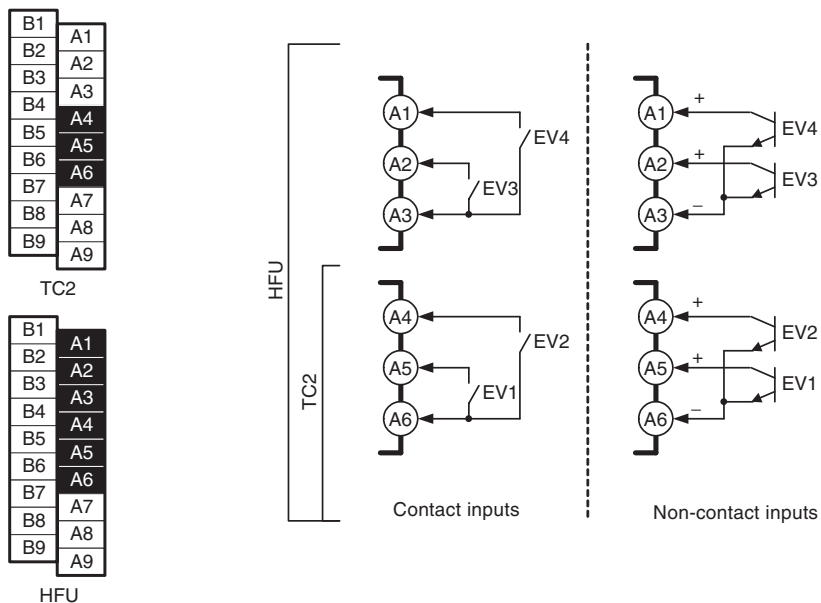 B1
B2
B3
B4
B5
B6
B7
B8
B9
A1
A2
A3
A4
A5
A6
A7
A8
A9
TC2
B1
B2
B3
B4
B5
B6
B7
B8
B9
A1
A2
A3
A4
A5
A6
A7
A8
A9
HFU
HFU
TC2
A1
A2
A3
EV4
EV3
A4
A5
A6
EV2
EV1
Contact inputs
A1
A2
A3
+
+
−
EV4
EV3
A4
A5
A6
+
+
−
EV2
EV1
Non-contact inputs